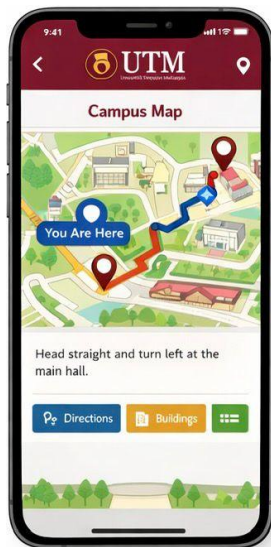 9:41
UTM
Campus Map
You Are Here
Head straight and turn left at the
main hall.
Directions
Buildings